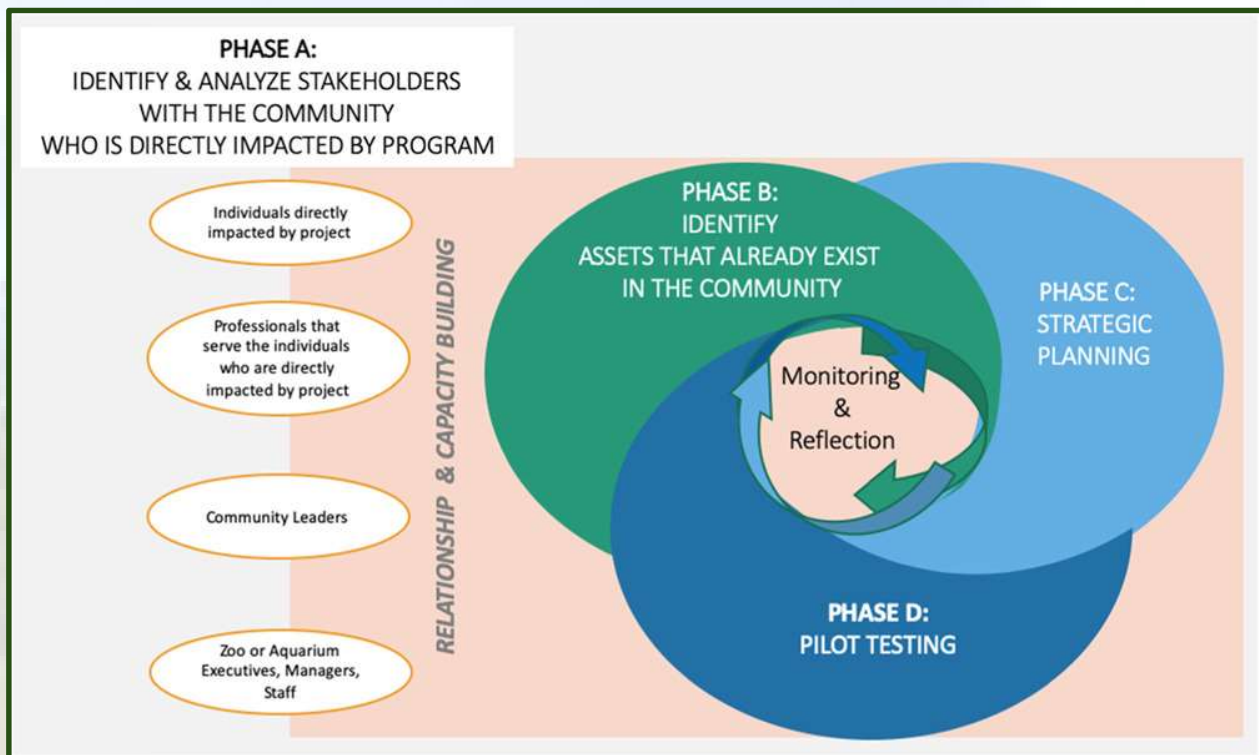 PHASE A:
IDENTIFY & ANALYZE STAKEHOLDERS
WITH THE COMMUNITY
WHO IS DIRECTLY IMPACTED BY PROGRAM
Individuals directly
impacted by project
Professionals that
serve the individuals
who are directly
impacted by project
Community Leaders
Zoo or Aquarium
Executives, Managers,
Staff
RELATIONSHIP & CAPACITY BUILDING
PHASE B:
IDENTIFY
ASSETS THAT ALREADY EXIST
IN THE COMMUNITY
PHASE C:
STRATEGIC
PLANNING
Monitoring
&
Reflection
PHASE D:
PILOT TESTING